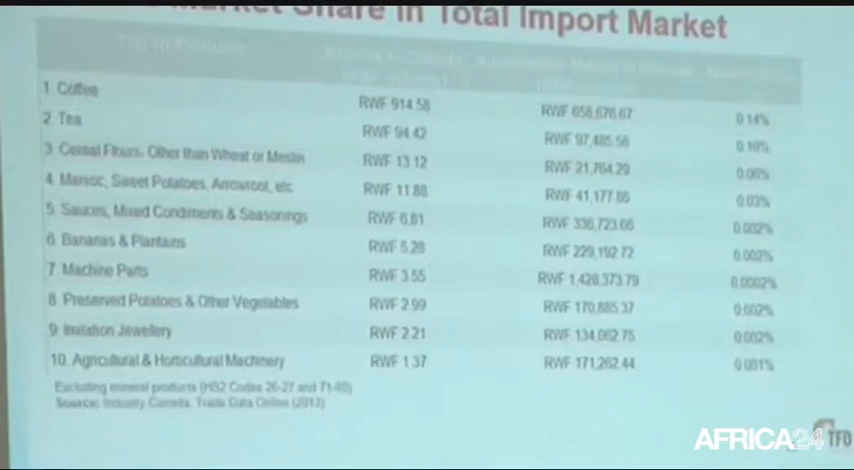 Market Share in Total Import Market
Top 10 Products
1. Coffee RWF 914.58 RWF 658,676.67 0.14%
2. Tea RWF 94.42 RWF 97,485.56 0.10%
3. Cereal Flours- Other than Wheat or Meslin RWF 13.12 RWF 21,764.29 0.06%
4. Manioc, Sweet Potatoes, Arrowroot, etc. RWF 11.88 RWF 41,177.86 0.03%
5. Sauces, Mixed Condiments & Seasonings RWF 6.81 RWF 336,723.66 0.002%
6. Bananas & Plantains RWF 5.28 RWF 229,192.72 0.002%
7. Machine Parts RWF 3.55 RWF 1,428,373.79 0.0002%
8. Preserved Potatoes & Other Vegetables RWF 2.99 RWF 170,885.37 0.002%
9. Imitation Jewellery RWF 2.21 RWF 134,062.75 0.002%
10. Agricultural & Horticultural Machinery RWF 1.37 RWF 171,262.44 0.001%
Excluding mineral products (HS2 Codes 26-27 and 71-80)
Source: Industry Canada, Trade Data Online (2013)
AFRICA24 TFO